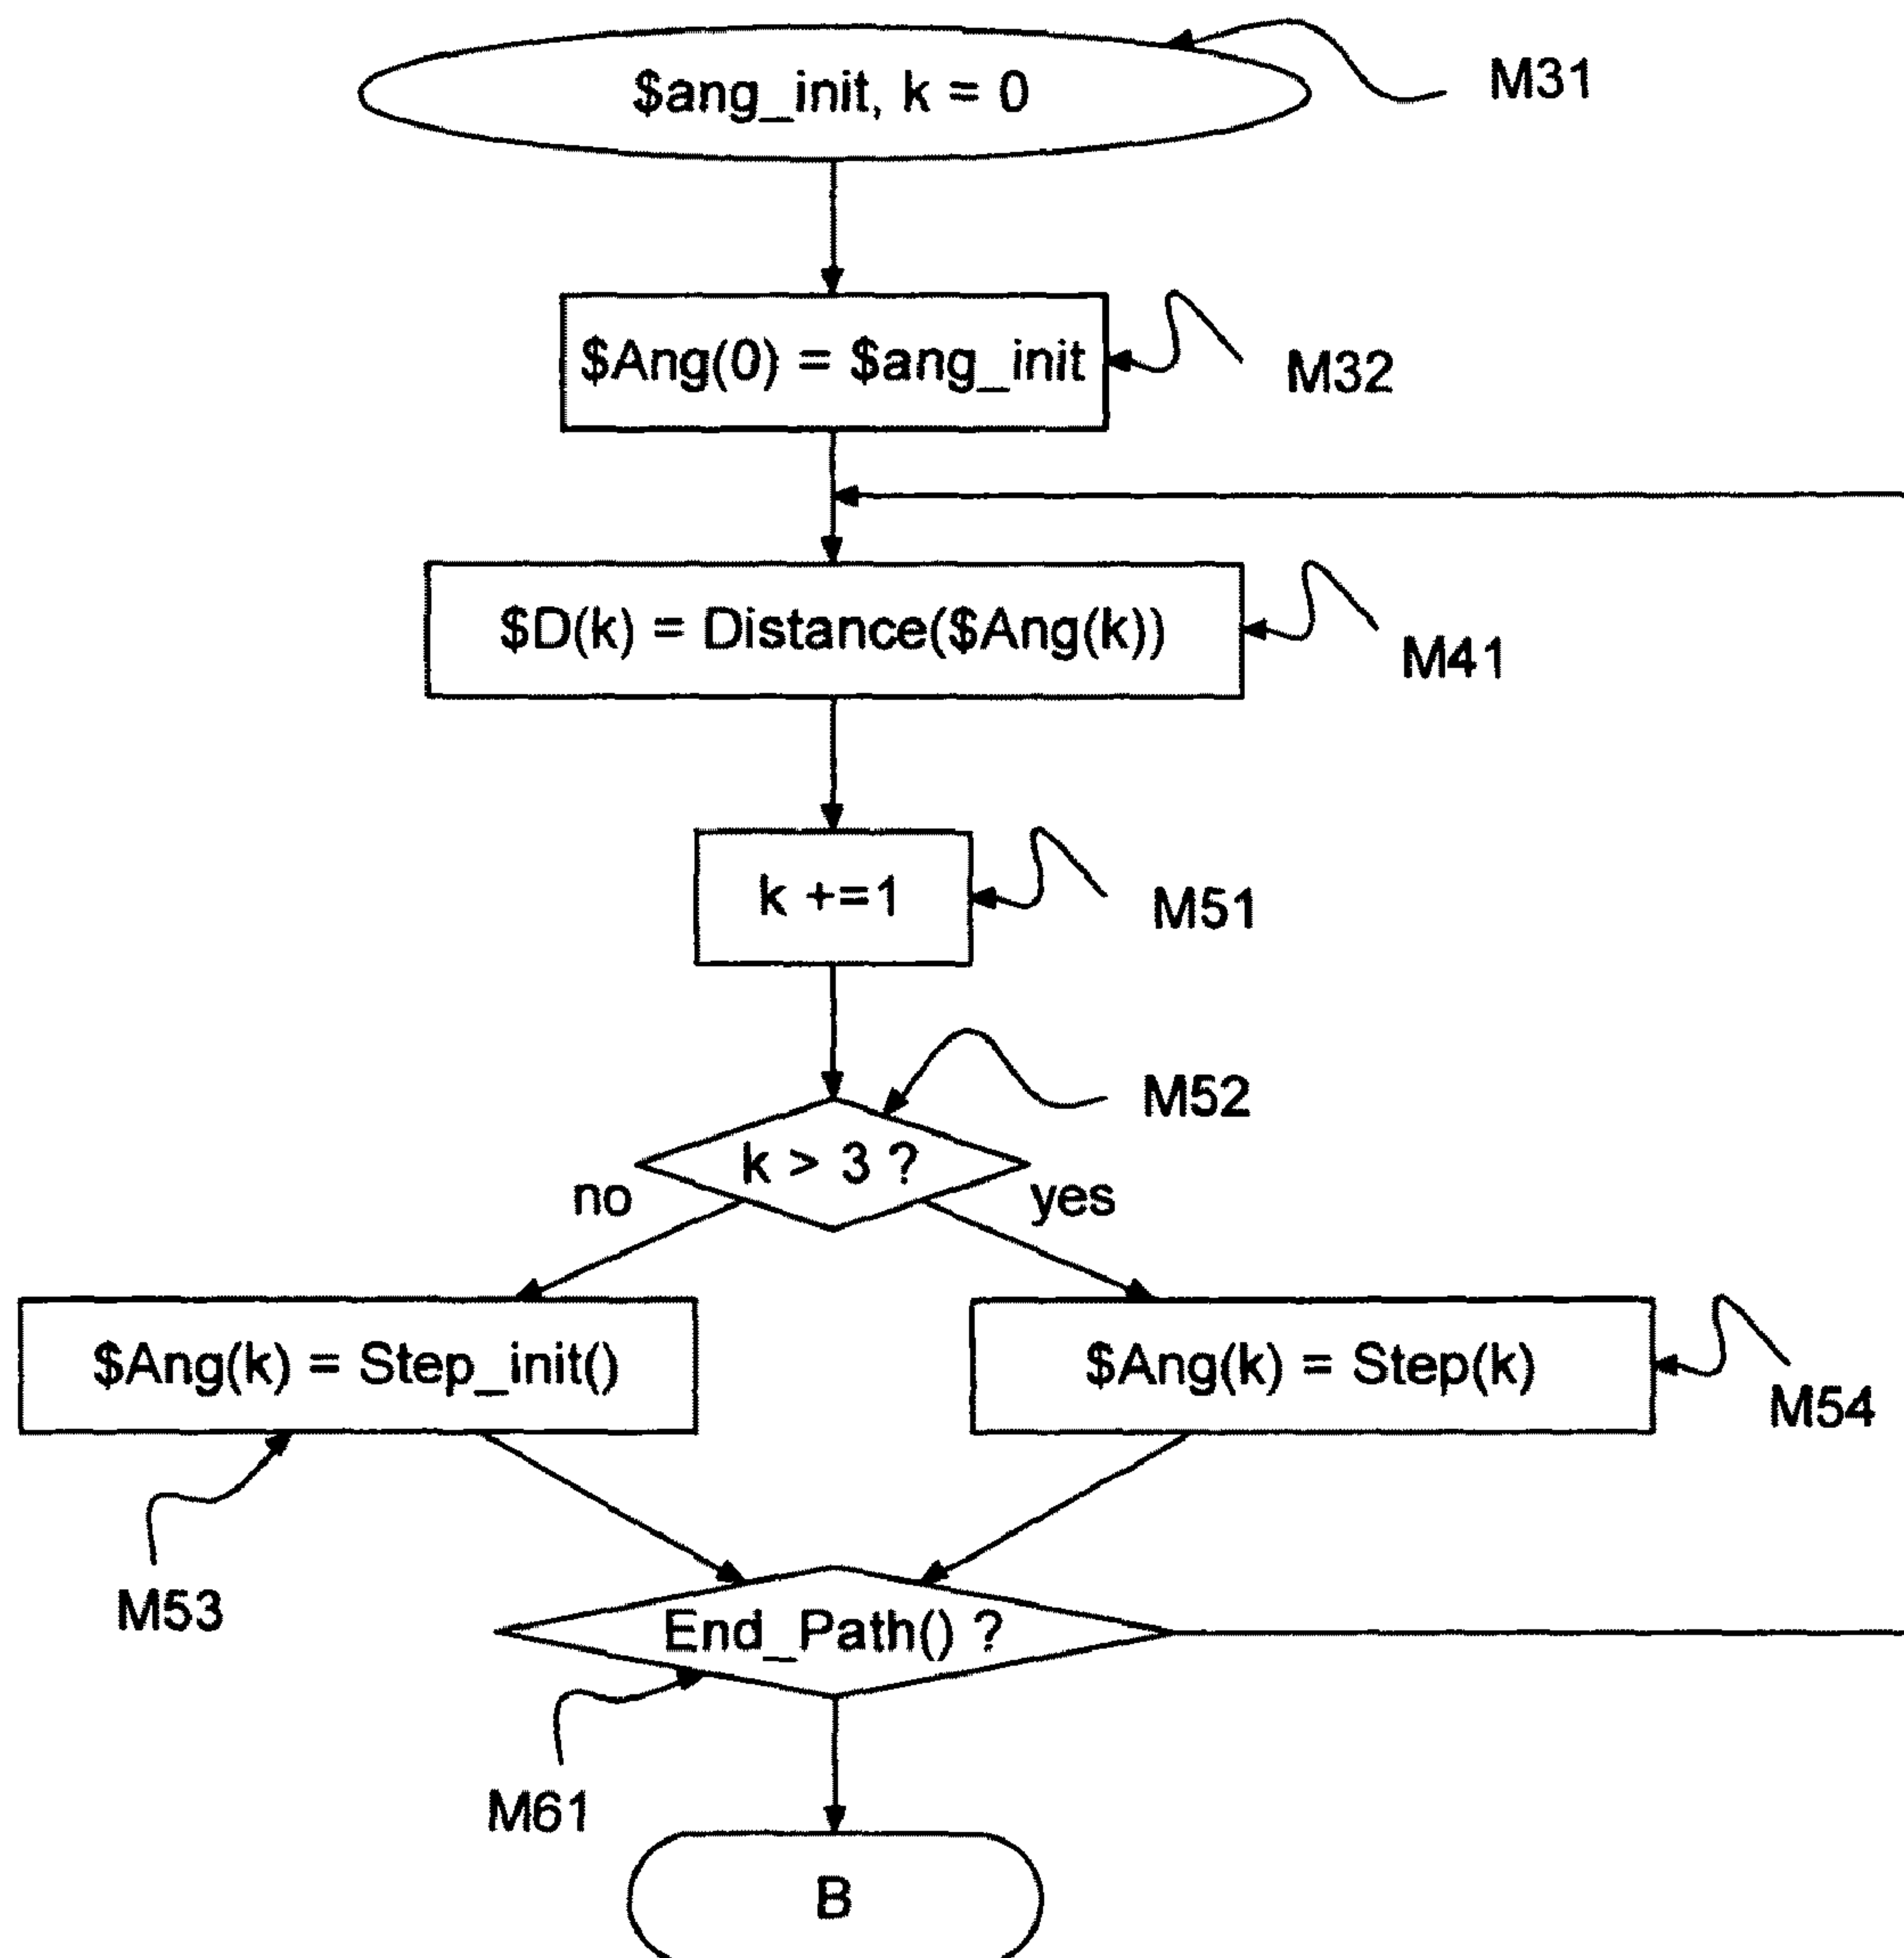 $ang_init, k = 0
M31
$Ang(0) = $ang_init
M32
$D(k) = Distance($Ang(k))
M41
k +=1
M51
M52
k > 3 ?
no
yes
$Ang(k) = Step_init()
$Ang(k) = Step(k)
M54
M53
End_Path() ?
M61
B